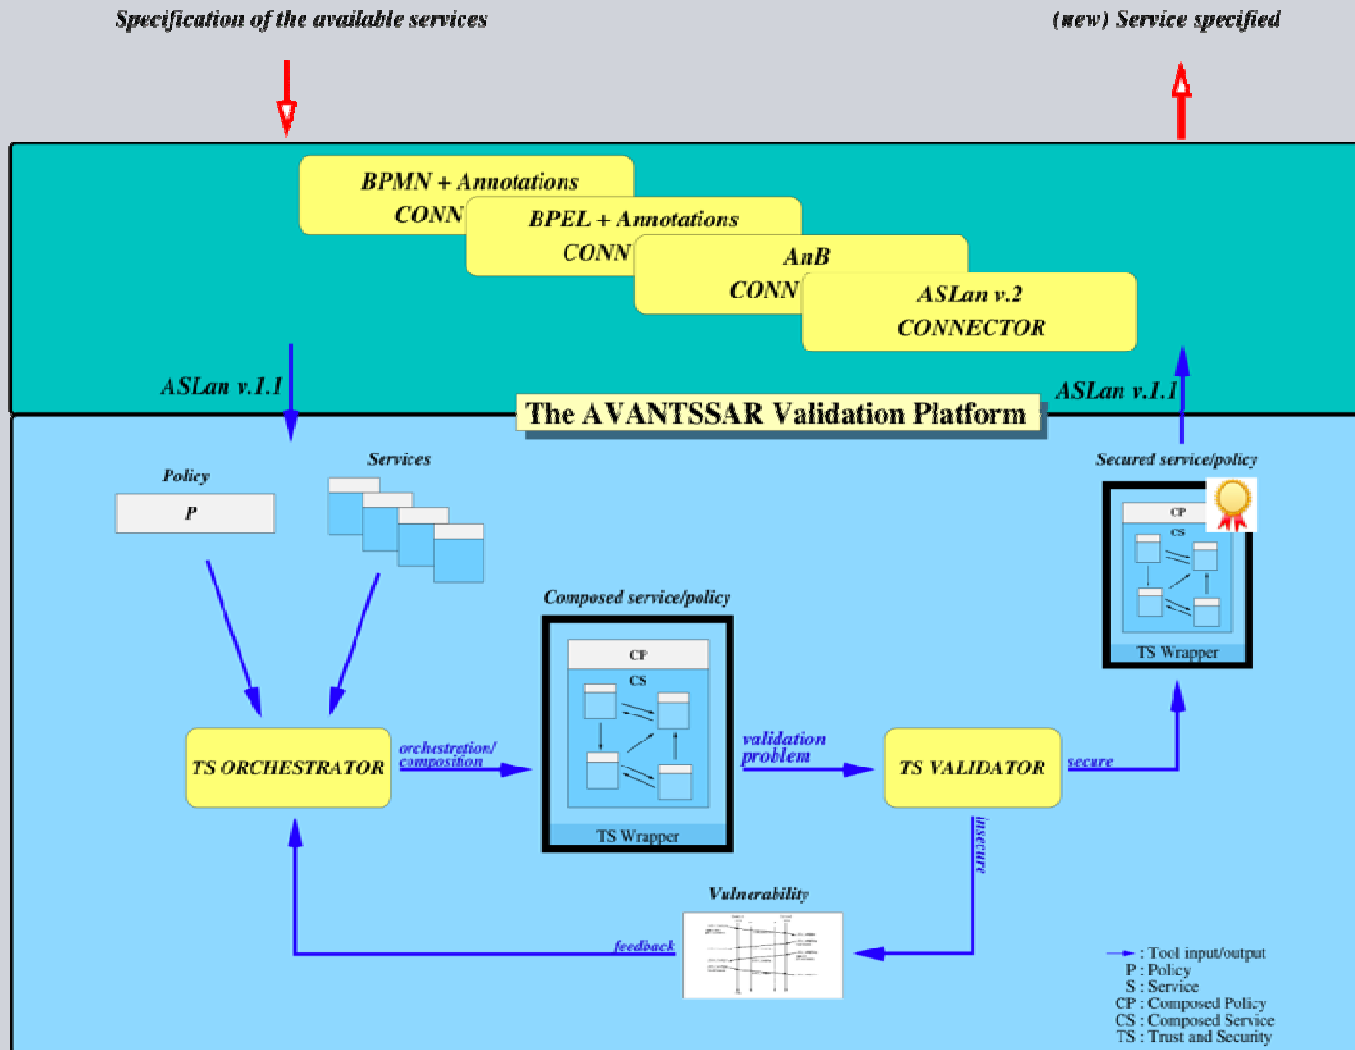 Specification of the available services
(new) Service specified
BPMN + Annotations
CONN
BPEL + Annotations
CONN
AnB
CONN
ASLan v.2
CONNECTOR
ASLan v.1.1
ASLan v.1.1
The AVANTSSAR Validation Platform
Policy
P
Services
Secured service/policy
CP
CS
TS Wrapper
Composed service/policy
CP
CS
TS Wrapper
TS ORCHESTRATOR
orchestration/
composition
validation
problem
TS VALIDATOR
secure
insecure
Vulnerability
feedback
: Tool input/output
P : Policy
S : Service
CP : Composed Policy
CS : Composed Service
TS : Trust and Security